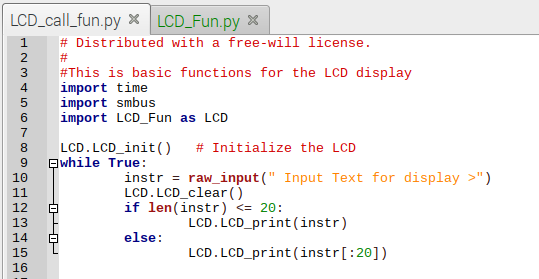 LCD_call_fun.py ✕ LCD_Fun.py ✕
1 # Distributed with a free-will license.
2 #
3 #This is basic functions for the LCD display
4 import time
5 import smbus
6 import LCD_Fun as LCD
7
8 LCD.LCD_init()   # Initialize the LCD
9 while True:
10         instr = raw_input(" Input Text for display >")
11         LCD.LCD_clear()
12         if len(instr) <= 20:
13                 LCD.LCD_print(instr)
14         else:
15                 LCD.LCD_print(instr[:20])
16